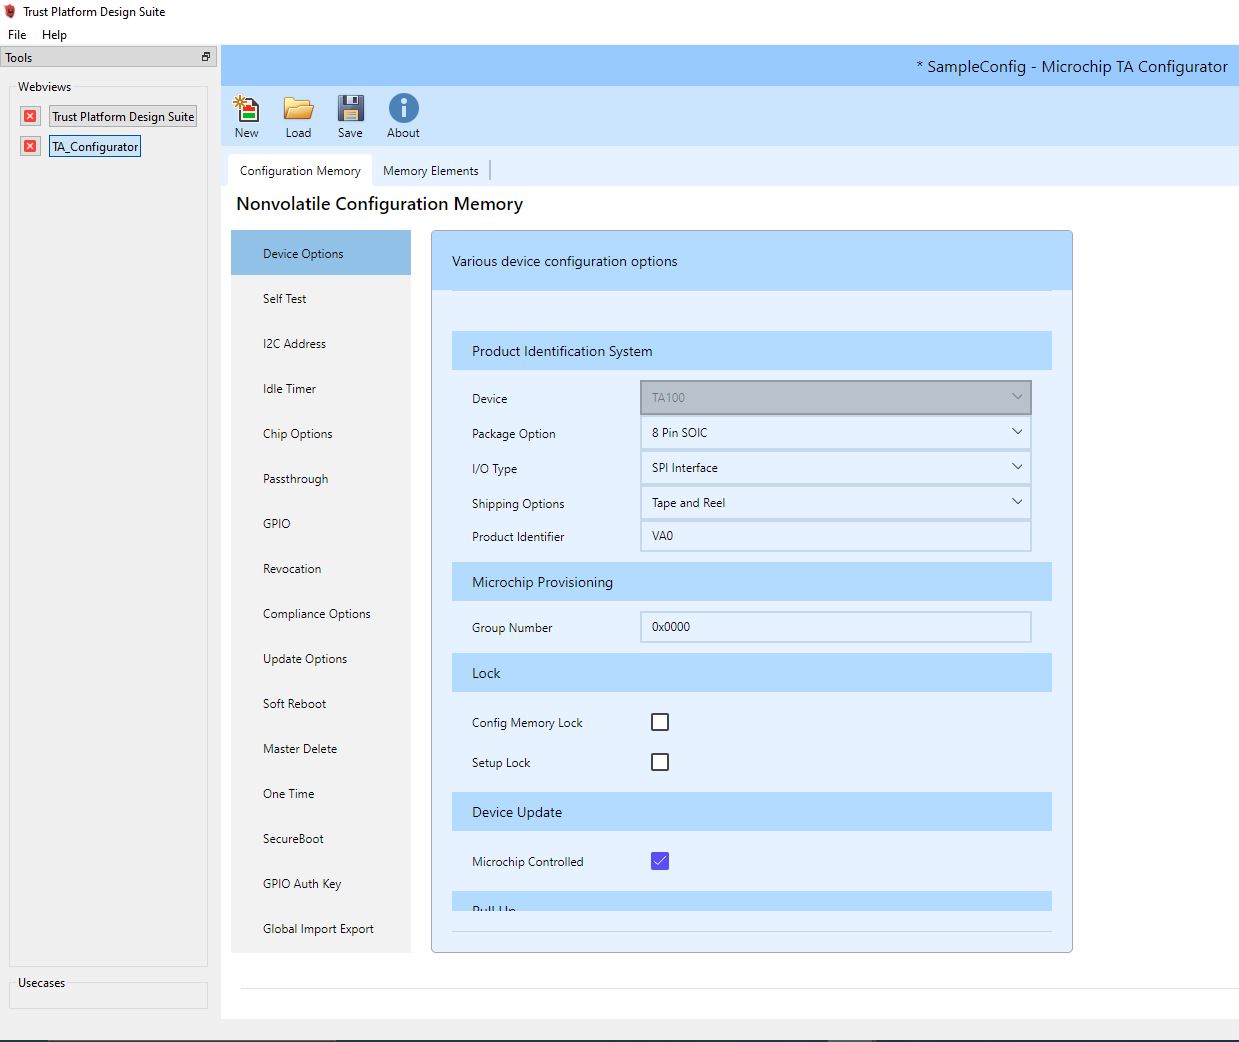 Trust Platform Design Suite
File Help
Tools
Webviews
Trust Platform Design Suite
TA_Configurator
Usecases
* SampleConfig - Microchip TA Configurator
New Load Save About
Configuration Memory Memory Elements
Nonvolatile Configuration Memory
Device Options
Self Test
I2C Address
Idle Timer
Chip Options
Passthrough
GPIO
Revocation
Compliance Options
Update Options
Soft Reboot
Master Delete
One Time
SecureBoot
GPIO Auth Key
Global Import Export
Various device configuration options
Product Identification System
Device TA100
Package Option 8 Pin SOIC
I/O Type SPI Interface
Shipping Options Tape and Reel
Product Identifier VA0
Microchip Provisioning
Group Number 0x0000
Lock
Config Memory Lock
Setup Lock
Device Update
Microchip Controlled
Pull Up